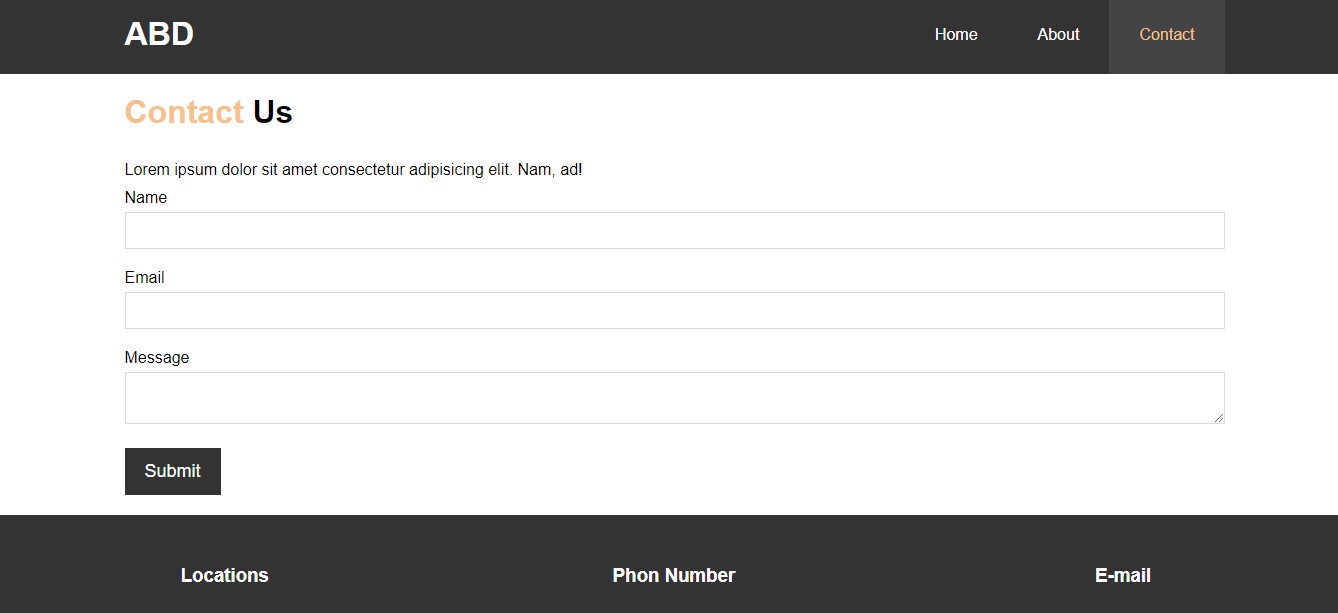 ABD
Home About Contact
Contact Us
Lorem ipsum dolor sit amet consectetur adipisicing elit. Nam, ad!
Name
Email
Message
Submit
Locations Phon Number E-mail